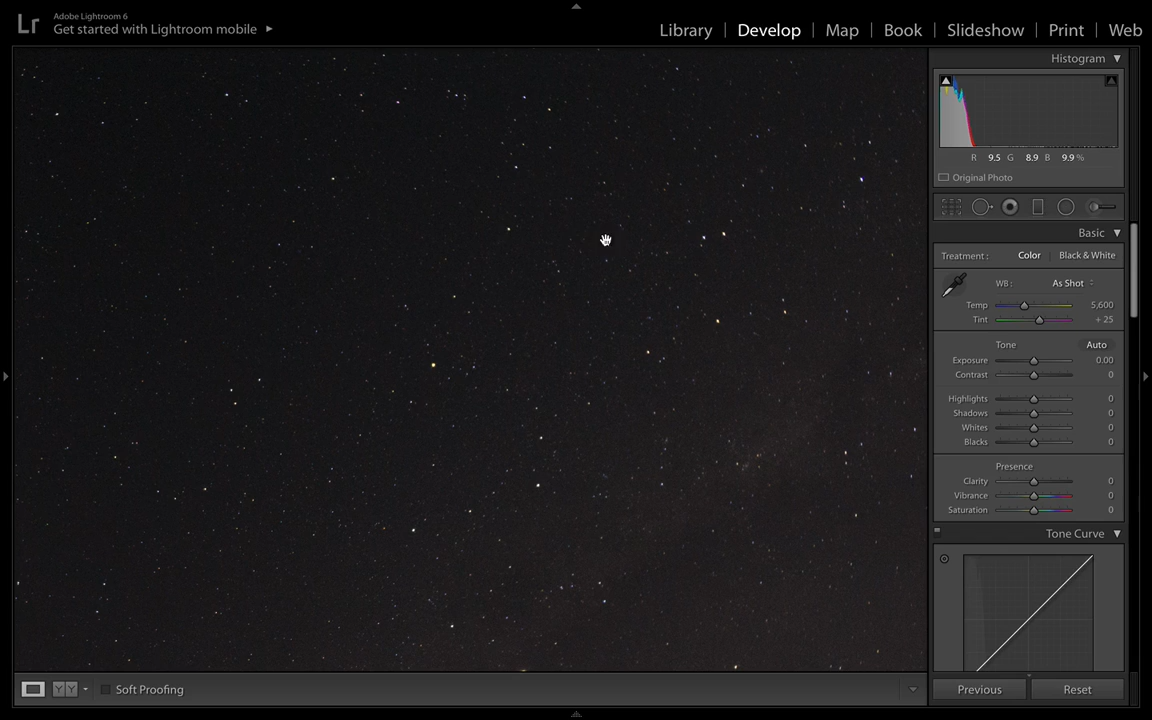 Lr
Adobe Lightroom 6
Get started with Lightroom mobile ▶
Library | Develop | Map | Book | Slideshow | Print | Web
Histogram
R 9.5 G 8.9 B 9.9 %
Original Photo
Basic
Treatment : Color Black & White
WB : As Shot
Temp 5,600
Tint + 25
Tone Auto
Exposure 0.00
Contrast 0
Highlights 0
Shadows 0
Whites 0
Blacks 0
Presence
Clarity 0
Vibrance 0
Saturation 0
Tone Curve
YY Soft Proofing
Previous Reset